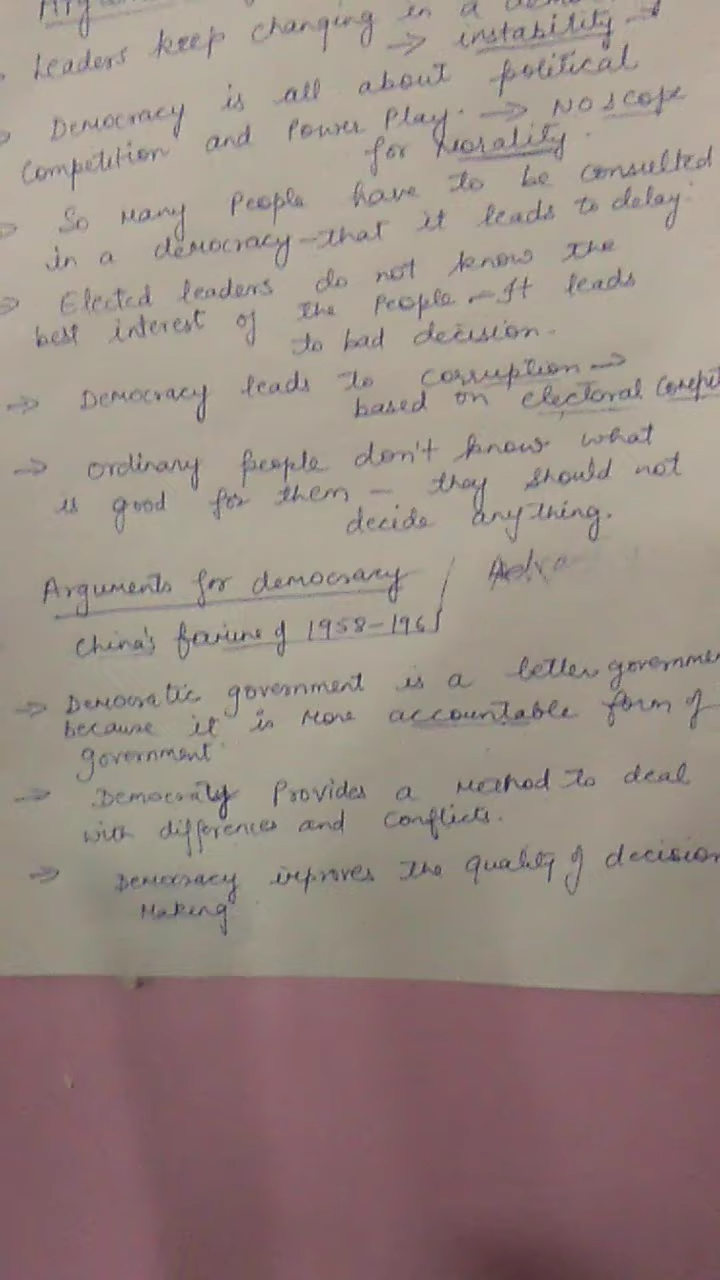 Leaders keep changing in a
→ instability →
Democracy is all about political
Competition and Power Play. → No scope
for Morality.
So Many People have to be consulted
in a democracy that it leads to delay.
→ Elected leaders do not know the
best interest of the People - It leads
to bad decision.
→ Democracy leads to corruption →
based on electoral
→ ordinary people don't know what
is good for them - they should not
decide anything.
Arguments for democracy /
China's famine of 1958-1961
→ Democratic government is a better
because it is More accountable form of
government
→ Democraty Provides a Method to deal
with differences and Conflicts.
→ Democracy improves the quality of decision
Making